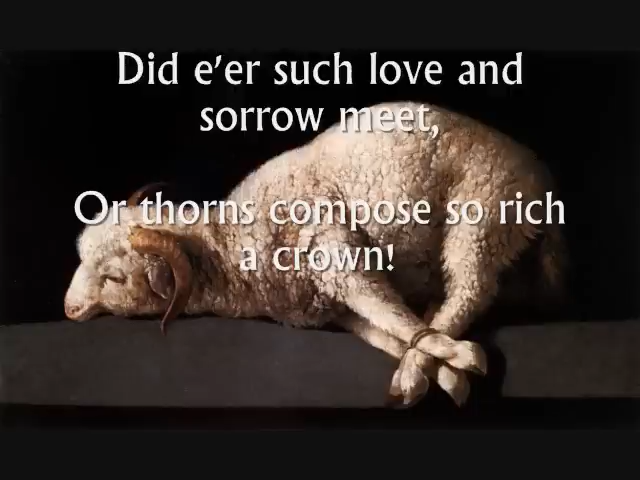 Did e'er such love and
sorrow meet,
Or thorns compose so rich
a crown!